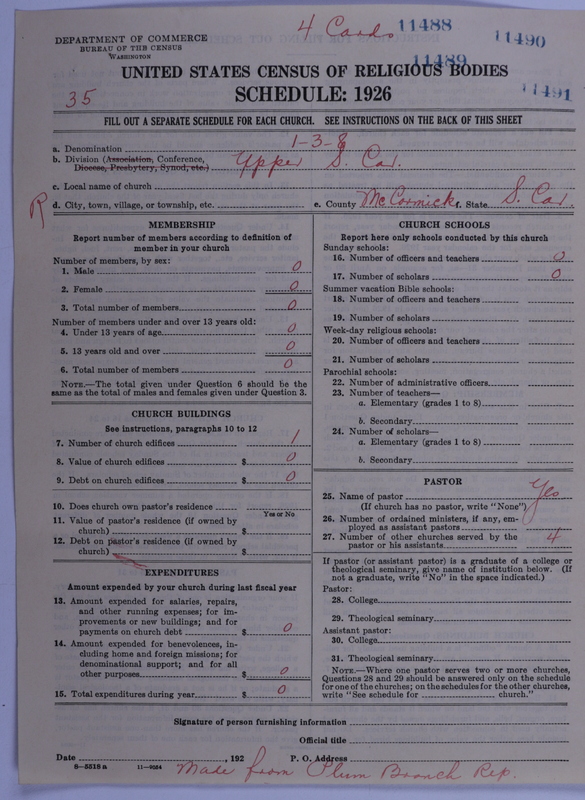 4 Cards 11488
DEPARTMENT OF COMMERCE
BUREAU OF THE CENSUS
WASHINGTON
11490
11489
UNITED STATES CENSUS OF RELIGIOUS BODIES
35
SCHEDULE: 1926
11491
FILL OUT A SEPARATE SCHEDULE FOR EACH CHURCH. SEE INSTRUCTIONS ON THE BACK OF THIS SHEET
a. Denomination 1-3-8
b. Division (Association, Conference, Diocese, Presbytery, Synod, etc.) Upper S. Car.
c. Local name of church
R
d. City, town, village, or township, etc. e. County McCormick f. State S. Car.
MEMBERSHIP
Report number of members according to definition of
member in your church
Number of members, by sex:
1. Male 0
2. Female 0
3. Total number of members 0
Number of members under and over 13 years old:
4. Under 13 years of age 0
5. 13 years old and over 0
6. Total number of members 0
NOTE.—The total given under Question 6 should be the
same as the total of males and females given under Question 3.
CHURCH BUILDINGS
See instructions, paragraphs 10 to 12
7. Number of church edifices 1
8. Value of church edifices $ 0
9. Debt on church edifices $ 0
10. Does church own pastor's residence
Yes or No
11. Value of pastor's residence (if owned by
church) $
12. Debt on pastor's residence (if owned by
church) $
EXPENDITURES
Amount expended by your church during last fiscal year
13. Amount expended for salaries, repairs,
and other running expenses; for im-
provements or new buildings; and for
payments on church debt $ 0
14. Amount expended for benevolences, in-
cluding home and foreign missions; for
denominational support; and for all
other purposes $ 0
15. Total expenditures during year $ 0
CHURCH SCHOOLS
Report here only schools conducted by this church
Sunday schools:
16. Number of officers and teachers 0
17. Number of scholars 0
Summer vacation Bible schools:
18. Number of officers and teachers
19. Number of scholars
Week-day religious schools:
20. Number of officers and teachers
21. Number of scholars
Parochial schools:
22. Number of administrative officers
23. Number of teachers—
a. Elementary (grades 1 to 8)
b. Secondary
24. Number of scholars—
a. Elementary (grades 1 to 8)
b. Secondary
PASTOR
25. Name of pastor Yes
(If church has no pastor, write "None")
26. Number of ordained ministers, if any, em-
ployed as assistant pastors
27. Number of other churches served by the
pastor or his assistants 4
If pastor (or assistant pastor) is a graduate of a college or
theological seminary, give name of institution below. (If
not a graduate, write "No" in the space indicated.)
Pastor:
28. College
29. Theological seminary
Assistant pastor:
30. College
31. Theological seminary
NOTE.—Where one pastor serves two or more churches,
Questions 28 and 29 should be answered only on the schedule
for one of the churches; on the schedules for the other churches,
write "See schedule for church."
Signature of person furnishing information
Official title
Date , 192 P. O. Address
8—5515 a 11—9054 Made from Plum Branch Rep.